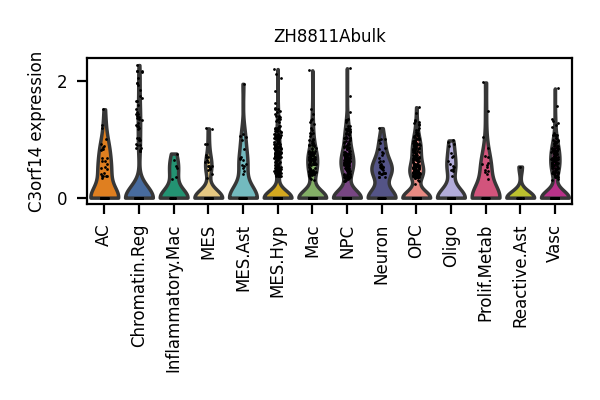 ZH8811Abulk
C3orf14 expression
2
0
AC
Chromatin.Reg
Inflammatory.Mac
MES
MES.Ast
MES.Hyp
Mac
NPC
Neuron
OPC
Oligo
Prolif.Metab
Reactive.Ast
Vasc